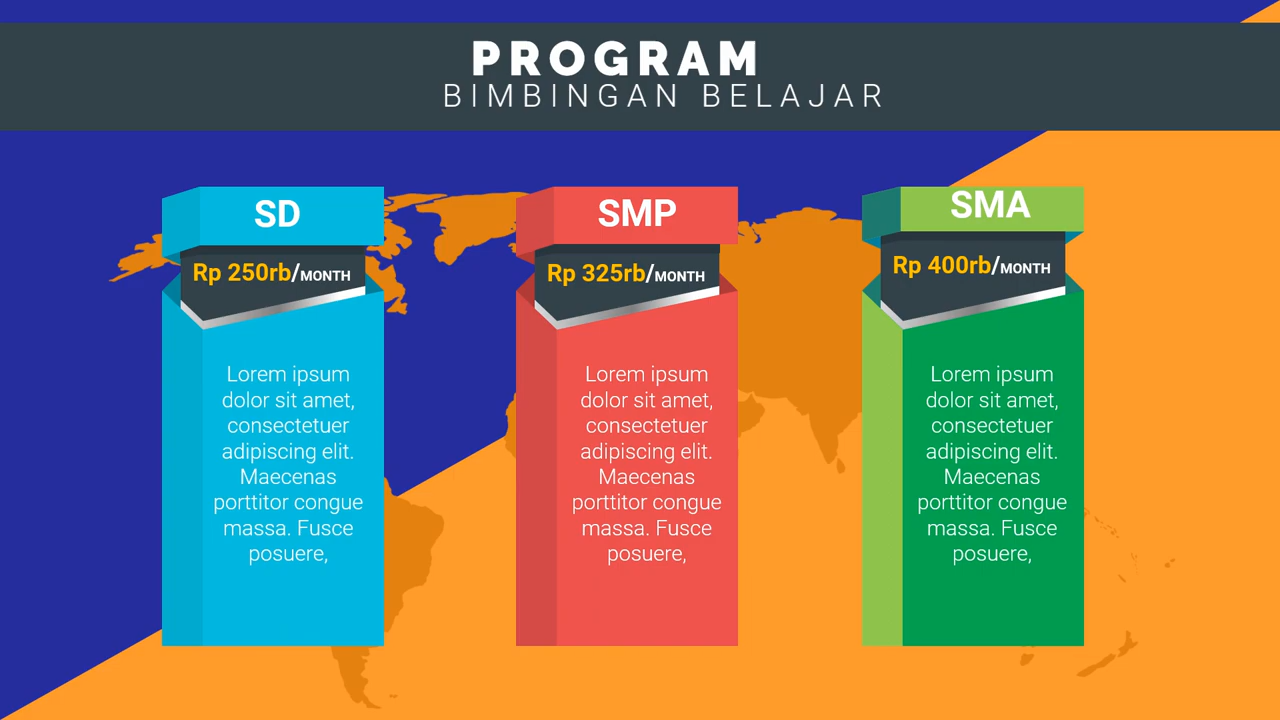 PROGRAM
BIMBINGAN BELAJAR
SD
Rp 250rb/MONTH
Lorem ipsum
dolor sit amet,
consectetuer
adipiscing elit.
Maecenas
porttitor congue
massa. Fusce
posuere,
SMP
Rp 325rb/MONTH
Lorem ipsum
dolor sit amet,
consectetuer
adipiscing elit.
Maecenas
porttitor congue
massa. Fusce
posuere,
SMA
Rp 400rb/MONTH
Lorem ipsum
dolor sit amet,
consectetuer
adipiscing elit.
Maecenas
porttitor congue
massa. Fusce
posuere,